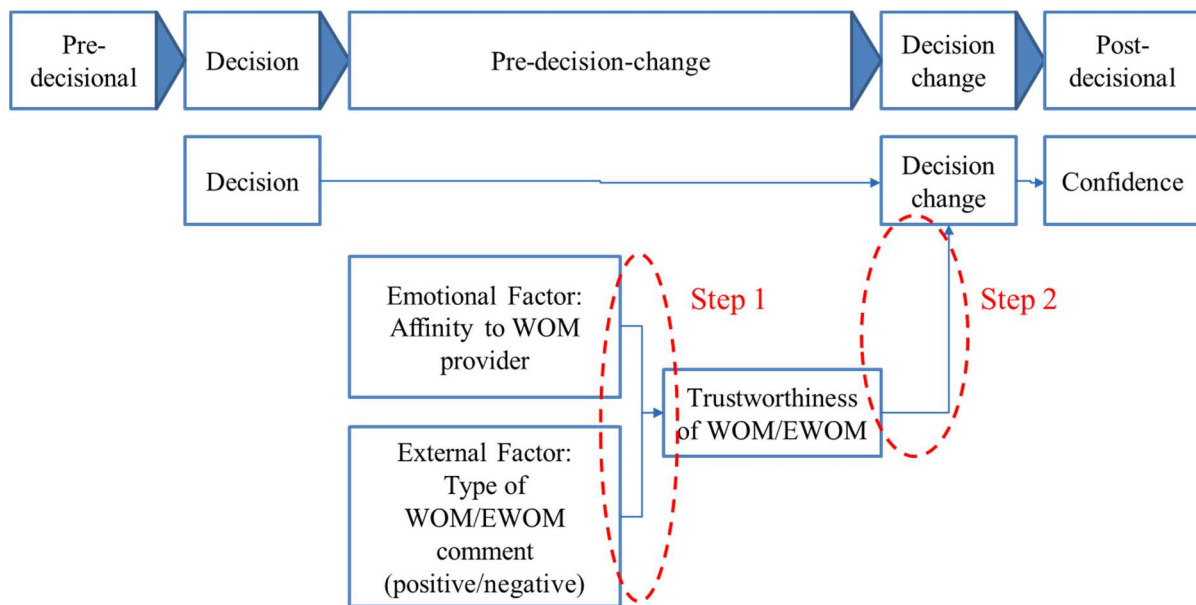 Pre-
decisional
Decision
Pre-decision-change
Decision
change
Post-
decisional
Decision
Decision
change
Confidence
Emotional Factor:
Affinity to WOM
provider
Step 1
Step 2
Trustworthiness
of WOM/EWOM
External Factor:
Type of
WOM/EWOM
comment
(positive/negative)